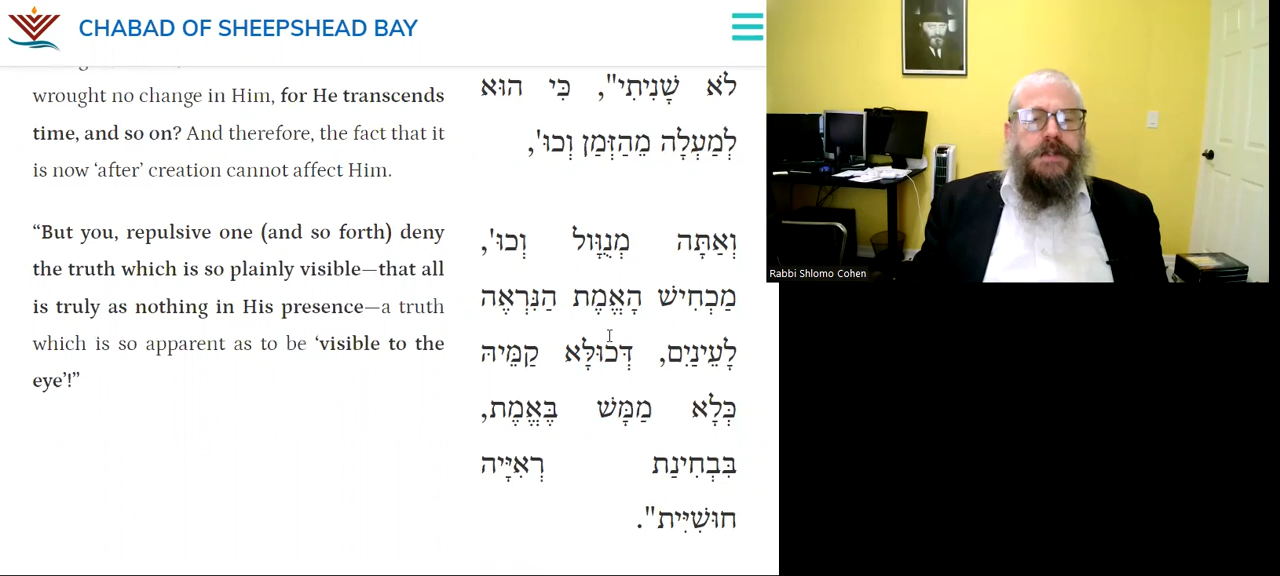 CHABAD OF SHEEPSHEAD BAY
wrought no change in Him, for He transcends
time, and so on? And therefore, the fact that it
is now ‘after’ creation cannot affect Him.
“But you, repulsive one (and so forth) deny
the truth which is so plainly visible—that all
is truly as nothing in His presence—a truth
which is so apparent as to be ‘visible to the
eye’!”
לֹא שָׁנִיתִי", כִּי הוּא
לְמַעְלָה מֵהַזְּמַן וְכוּ',
וְאַתָּה מְנֻוָּול וְכוּ',
מַכְחִישׁ הָאֱמֶת הַנִּרְאֶה
לָעֵינַיִם, דְּכוּלָּא קַמֵּיהּ
כְּלָא מַמָּשׁ בֶּאֱמֶת,
בִּבְחִינַת רְאִיָּיה
חוּשִׁיִּית".
Rabbi Shlomo Cohen